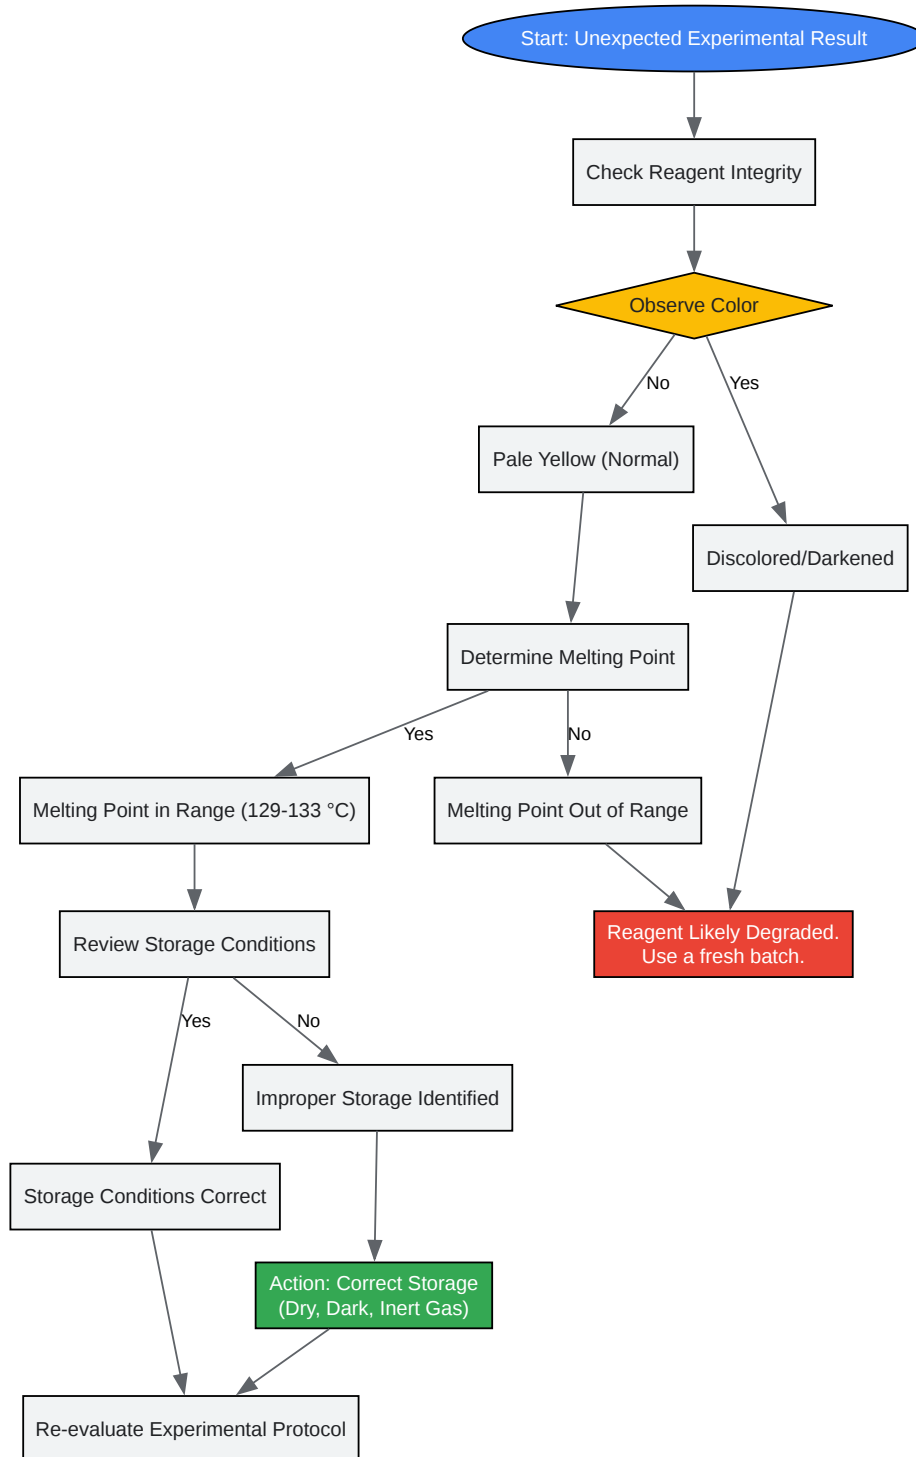 Start: Unexpected Experimental Result
Check Reagent Integrity
Observe Color
No
Yes
Pale Yellow (Normal)
Discolored/Darkened
Determine Melting Point
Yes
No
Melting Point in Range (129-133 °C)
Melting Point Out of Range
Review Storage Conditions
Reagent Likely Degraded.
Use a fresh batch.
Yes
No
Improper Storage Identified
Storage Conditions Correct
Action: Correct Storage
(Dry, Dark, Inert Gas)
Re-evaluate Experimental Protocol